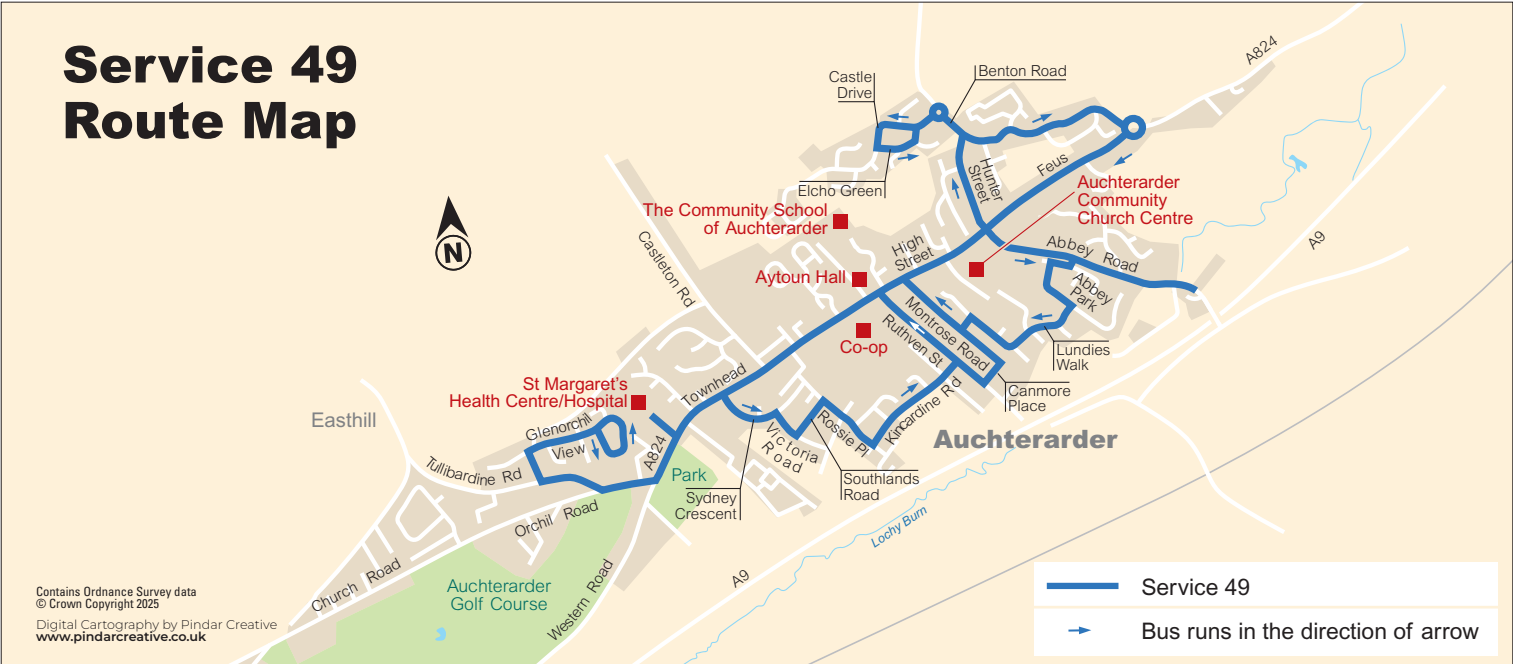 Service 49
Route Map
Castle
Drive
Benton Road
A824
Elcho Green
Hunter
Street
Feus
Auchterarder
Community
Church Centre
The Community School
of Auchterarder
Castleton Rd
High
Street
Abbey Road
A9
Aytoun Hall
Abbey
Park
Montrose Road
Ruthven St
Co-op
Lundies
Walk
Canmore
Place
St Margaret's
Health Centre/Hospital
Townhead
Kincardine Rd
Easthill
Glenorchil
View
A824
Victoria
Road
Rossie Pl
Auchterarder
Tullibardine Rd
Park
Southlands
Road
Sydney
Crescent
Orchil Road
Lochy Burn
Church Road
Auchterarder
Golf Course
Western Road
A9
N
Contains Ordnance Survey data
© Crown Copyright 2025
Digital Cartography by Pindar Creative
www.pindarcreative.co.uk
Service 49
Bus runs in the direction of arrow